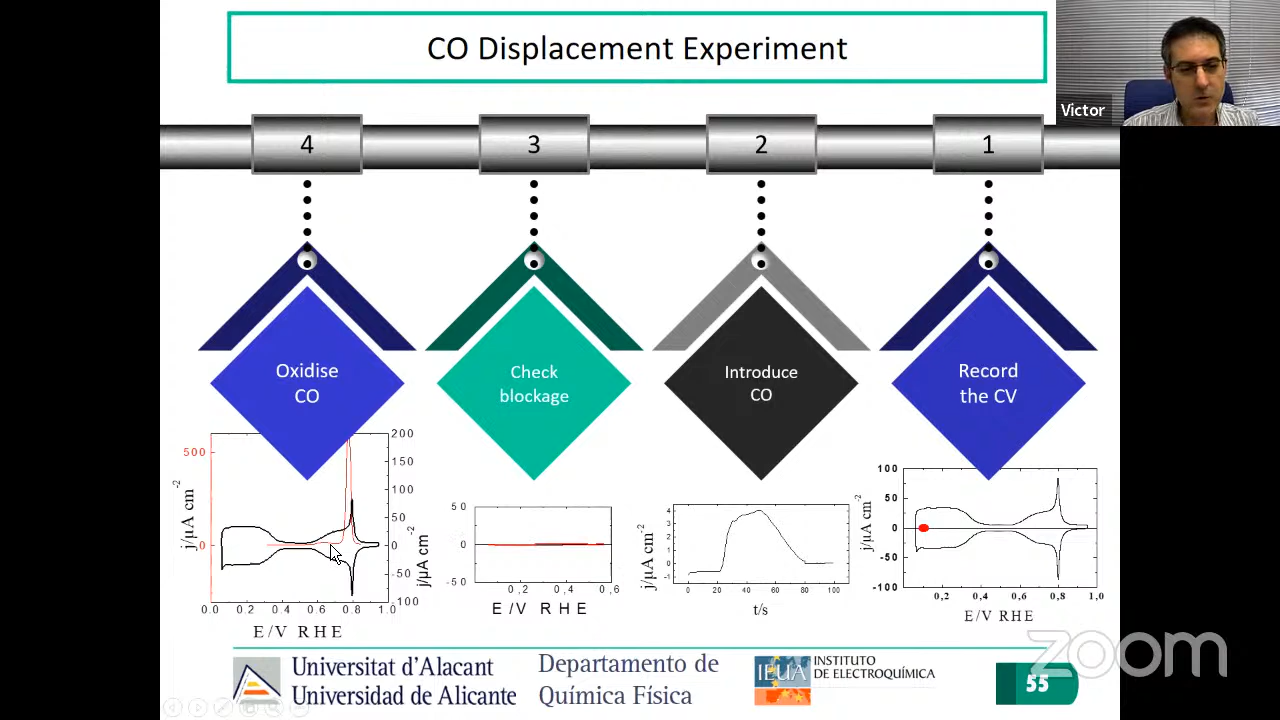 CO Displacement Experiment
Victor
4
3
2
1
Oxidise
CO
Check
blockage
Introduce
CO
Record
the CV
500
0
j/µA cm-2
200
150
100
50
0
-50
100
j/µA cm-2
0.0 0.2 0.4 0.6 0.8 1.0
E/V RHE
50
0
-50
0,2 0,4 0,6
E/V RHE
j/µA cm-2
4
3
2
1
0
-1
0 20 40 60 80 100
t/s
j/µA cm-2
100
50
0
-50
-100
0,2 0,4 0,6 0,8 1,0
E/V RHE
Universitat d'Alacant
Universidad de Alicante
Departamento de
Química Física
IEUA
INSTITUTO
DE ELECTROQUÍMICA
55
zoom